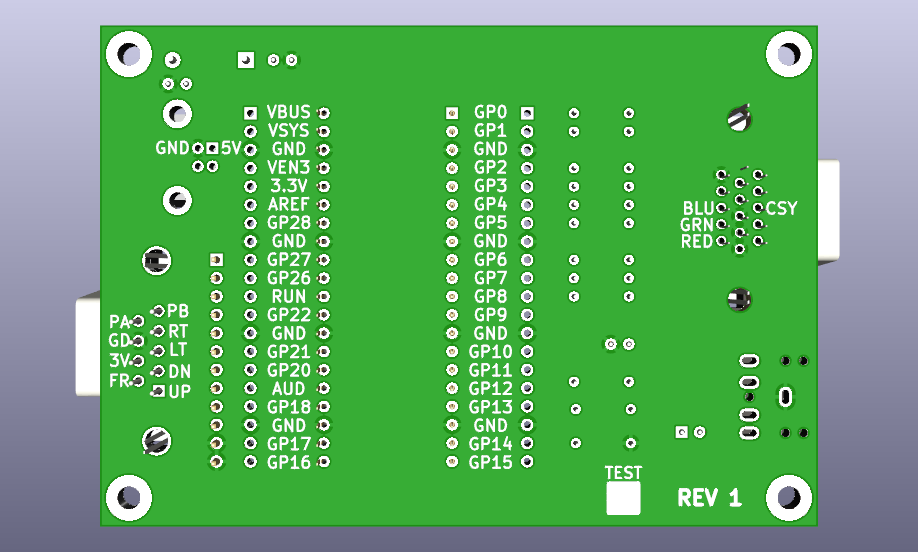 VBUS GP0
VSYS GP1
GND 5V GND GND
VEN3 GP2
3.3V GP3
AREF GP4
GP28 GP5
BLU CSY
GRN
GND GP8 RED
GP27 GP6
GP26 GP7
RUN GP8
PB GP22 GP9
PA
RT GND GND
GD
LT GP21 GP10
3V
DN GP20 GP11
FR
UP AUD GP12
GP18 GP13
GND GND
GP17 GP14
GP16 GP15
TEST
REV 1